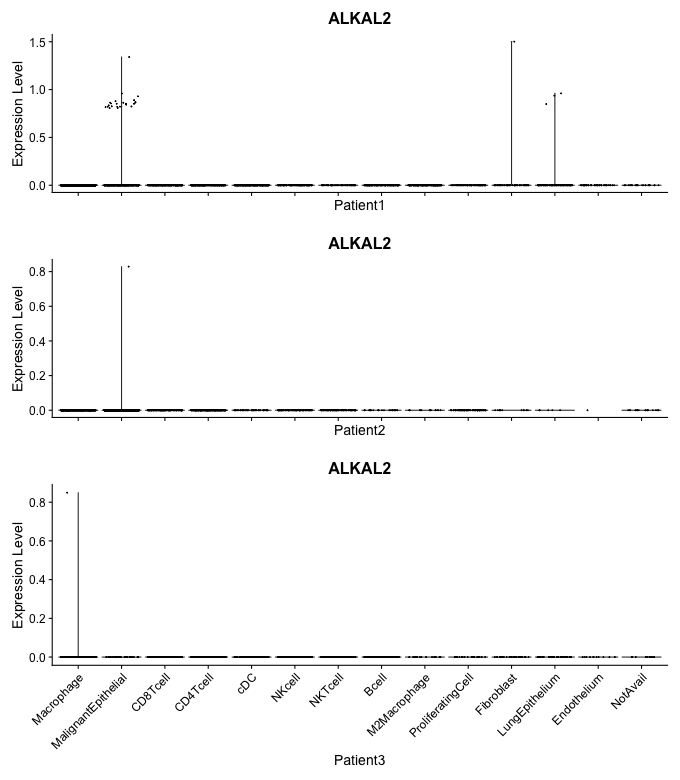 ALKAL2
Expression Level
1.5
1.0
0.5
0.0
Patient1
ALKAL2
Expression Level
0.8
0.6
0.4
0.2
0.0
Patient2
ALKAL2
Expression Level
0.8
0.6
0.4
0.2
0.0
Macrophage
MalignantEpithelial
CD8Tcell
CD4Tcell
cDC
NKcell
NKTcell
Bcell
M2Macrophage
ProliferatingCell
Fibroblast
LungEpithelium
Endothelium
NotAvail
Patient3